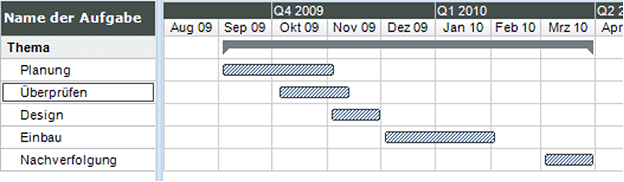 Name der Aufgabe
Q4 2009 Q1 2010 Q2 2
Aug 09 Sep 09 Okt 09 Nov 09 Dez 09 Jan 10 Feb 10 Mrz 10 Apr
Thema
Planung
Überprüfen
Design
Einbau
Nachverfolgung